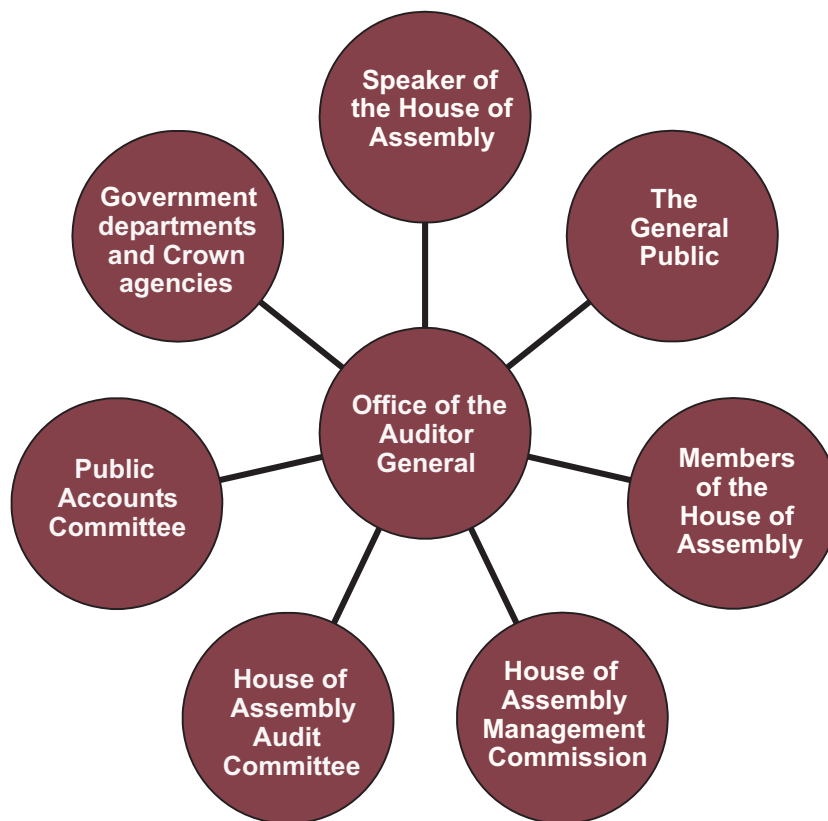 Speaker of
the House of
Assembly
The
General
Public
Members
of the
House of
Assembly
House of
Assembly
Management
Commission
House of
Assembly
Audit
Committee
Public
Accounts
Committee
Government
departments
and Crown
agencies
Office of the
Auditor
General